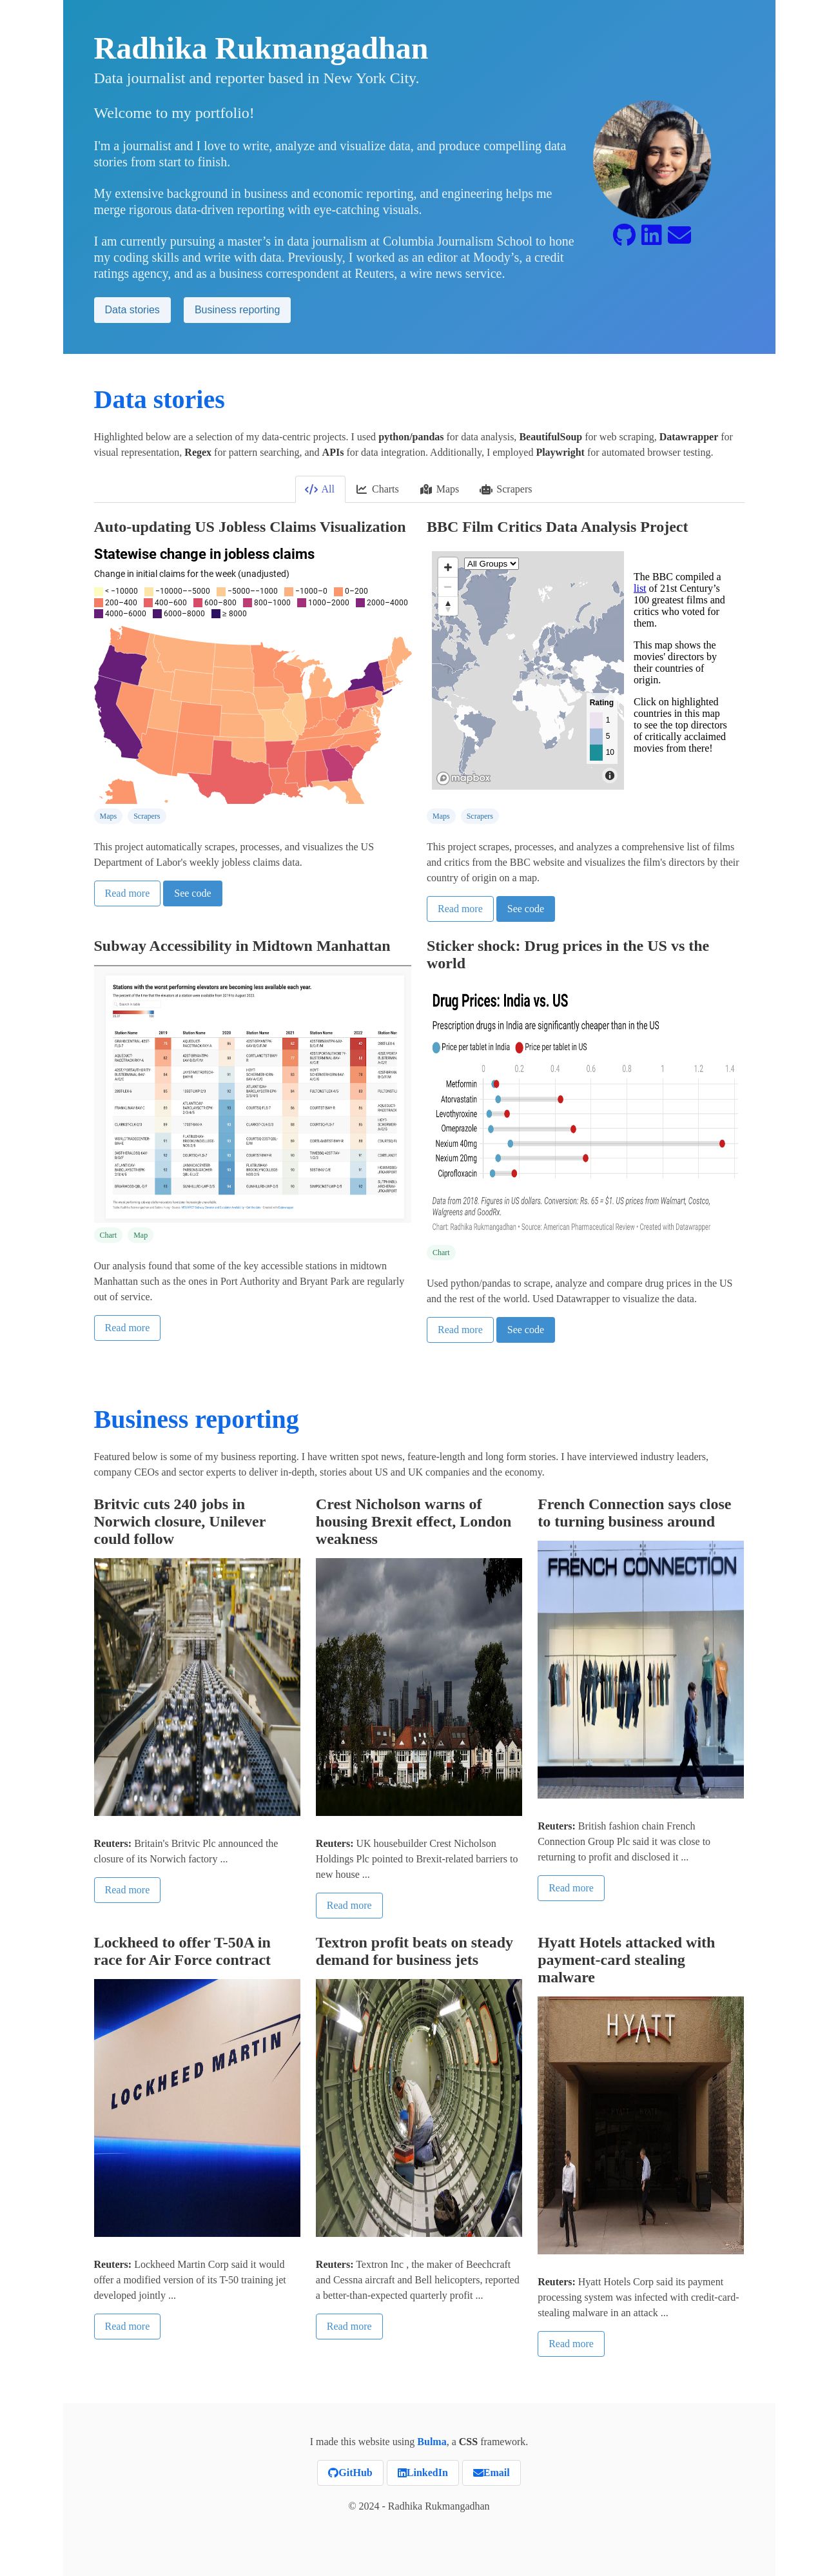 Radhika Rukmangadhan
Data journalist and reporter based in New York City.
Welcome to my portfolio!
I'm a journalist and I love to write, analyze and visualize data, and produce compelling data
stories from start to finish.
My extensive background in business and economic reporting, and engineering helps me
merge rigorous data-driven reporting with eye-catching visuals.
I am currently pursuing a master’s in data journalism at Columbia Journalism School to hone
my coding skills and write with data. Previously, I worked as an editor at Moody’s, a credit
ratings agency, and as a business correspondent at Reuters, a wire news service.
Data stories
Business reporting
Data stories
Highlighted below are a selection of my data-centric projects. I used python/pandas for data analysis, BeautifulSoup for web scraping, Datawrapper for
visual representation, Regex for pattern searching, and APIs for data integration. Additionally, I employed Playwright for automated browser testing.
All
Charts
Maps
Scrapers
Auto-updating US Jobless Claims Visualization
Statewise change in jobless claims
Change in initial claims for the week (unadjusted)
< −10000 −10000−−5000 −5000−−1000 −1000−0 0−200
200−400 400−600 600−800 800−1000 1000−2000 2000−4000
4000−6000 6000−8000 ≥ 8000
Maps
Scrapers
This project automatically scrapes, processes, and visualizes the US
Department of Labor's weekly jobless claims data.
Read more
See code
BBC Film Critics Data Analysis Project
All Groups
Rating
1
5
10
mapbox
The BBC compiled a
list of 21st Century’s
100 greatest films and
critics who voted for
them.
This map shows the
movies' directors by
their countries of
origin.
Click on highlighted
countries in this map
to see the top directors
of critically acclaimed
movies from there!
Maps
Scrapers
This project scrapes, processes, and analyzes a comprehensive list of films
and critics from the BBC website and visualizes the film's directors by their
country of origin on a map.
Read more
See code
Subway Accessibility in Midtown Manhattan
Stations with the worst performing elevators are becoming less available each year.
Station Name 2019 Station Name 2020 Station Name 2021 Station Name 2022 Station Name
Chart
Map
Our analysis found that some of the key accessible stations in midtown
Manhattan such as the ones in Port Authority and Bryant Park are regularly
out of service.
Read more
Sticker shock: Drug prices in the US vs the
world
Drug Prices: India vs. US
Prescription drugs in India are significantly cheaper than in the US
Price per tablet in India Price per tablet in US
0 0.2 0.4 0.6 0.8 1 1.2 1.4
Metformin
Atorvastatin
Levothyroxine
Omeprazole
Nexium 40mg
Nexium 20mg
Ciprofloxacin
Data from 2018. Figures in US dollars. Conversion: Rs. 65 = $1. US prices from Walmart, Costco,
Walgreens and GoodRx.
Chart: Radhika Rukmangadhan • Source: American Pharmaceutical Review • Created with Datawrapper
Chart
Used python/pandas to scrape, analyze and compare drug prices in the US
and the rest of the world. Used Datawrapper to visualize the data.
Read more
See code
Business reporting
Featured below is some of my business reporting. I have written spot news, feature-length and long form stories. I have interviewed industry leaders,
company CEOs and sector experts to deliver in-depth, stories about US and UK companies and the economy.
Britvic cuts 240 jobs in
Norwich closure, Unilever
could follow
Reuters: Britain's Britvic Plc announced the
closure of its Norwich factory ...
Read more
Crest Nicholson warns of
housing Brexit effect, London
weakness
Reuters: UK housebuilder Crest Nicholson
Holdings Plc pointed to Brexit-related barriers to
new house ...
Read more
French Connection says close
to turning business around
FRENCH CONNECTION
Reuters: British fashion chain French
Connection Group Plc said it was close to
returning to profit and disclosed it ...
Read more
Lockheed to offer T-50A in
race for Air Force contract
LOCKHEED MARTIN
Reuters: Lockheed Martin Corp said it would
offer a modified version of its T-50 training jet
developed jointly ...
Read more
Textron profit beats on steady
demand for business jets
Reuters: Textron Inc , the maker of Beechcraft
and Cessna aircraft and Bell helicopters, reported
a better-than-expected quarterly profit ...
Read more
Hyatt Hotels attacked with
payment-card stealing
malware
HYATT
Reuters: Hyatt Hotels Corp said its payment
processing system was infected with credit-card-
stealing malware in an attack ...
Read more
I made this website using Bulma, a CSS framework.
GitHub
LinkedIn
Email
© 2024 - Radhika Rukmangadhan